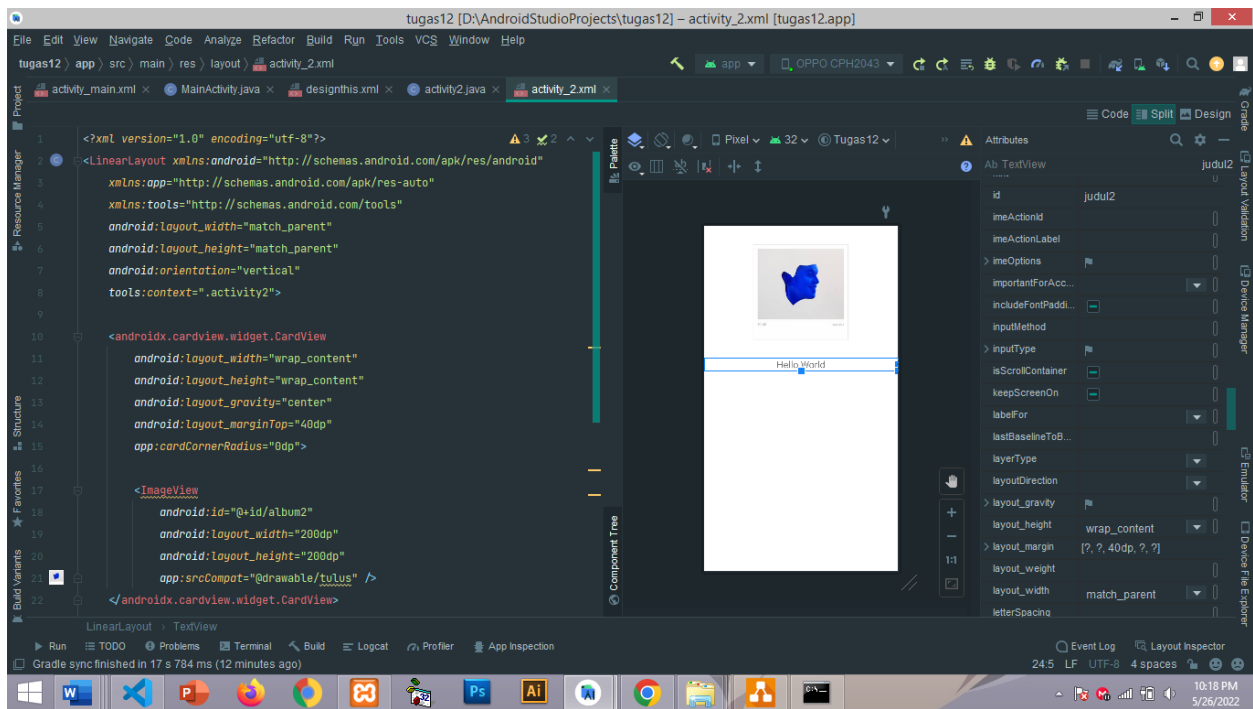 tugas12 [D:\AndroidStudioProjects\tugas12] – activity_2.xml [tugas12.app]
File Edit View Navigate Code Analyze Refactor Build Run Tools VCS Window Help
tugas12 app src main res layout activity_2.xml
app OPPO CPH2043
activity_main.xml MainActivity.java designthis.xml activity2.java activity_2.xml
Code Split Design
Project
Resource Manager
Structure
Favorites
Build Variants
1 <?xml version="1.0" encoding="utf-8"?>
2 <LinearLayout xmlns:android="http://schemas.android.com/apk/res/android"
3 xmlns:app="http://schemas.android.com/apk/res-auto"
4 xmlns:tools="http://schemas.android.com/tools"
5 android:layout_width="match_parent"
6 android:layout_height="match_parent"
7 android:orientation="vertical"
8 tools:context=".activity2">
9
10 <androidx.cardview.widget.CardView
11 android:layout_width="wrap_content"
12 android:layout_height="wrap_content"
13 android:layout_gravity="center"
14 android:layout_marginTop="40dp"
15 app:cardCornerRadius="0dp">
16
17 <ImageView
18 android:id="@+id/album2"
19 android:layout_width="200dp"
20 android:layout_height="200dp"
21 app:srcCompat="@drawable/tulus" />
22 </androidx.cardview.widget.CardView>
3 2
LinearLayout TextView
Palette
Component Tree
Pixel 32 Tugas12
Hello World
1:1
Attributes
Ab TextView judul2
id judul2
imeActionId
imeActionLabel
imeOptions
importantForAcc...
includeFontPaddi...
inputMethod
inputType
isScrollContainer
keepScreenOn
labelFor
lastBaselineToB...
layerType
layoutDirection
layout_gravity
layout_height wrap_content
layout_margin [?, ?, 40dp, ?, ?]
layout_weight
layout_width match_parent
letterSpacing
Gradle
Layout Validation
Device Manager
Emulator
Device File Explorer
Run TODO Problems Terminal Build Logcat Profiler App Inspection Event Log Layout Inspector
Gradle sync finished in 17 s 784 ms (12 minutes ago) 24:5 LF UTF-8 4 spaces
W P Ps Ai
10:18 PM
5/26/2022